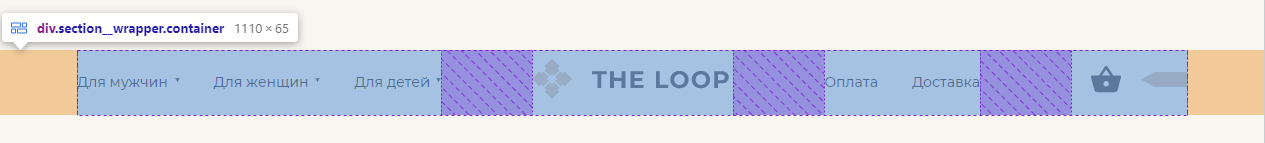 div.section__wrapper.container 1110 × 65
Для мужчин ▾ Для женщин ▾ Для детей ▾ THE LOOP Оплата Доставка